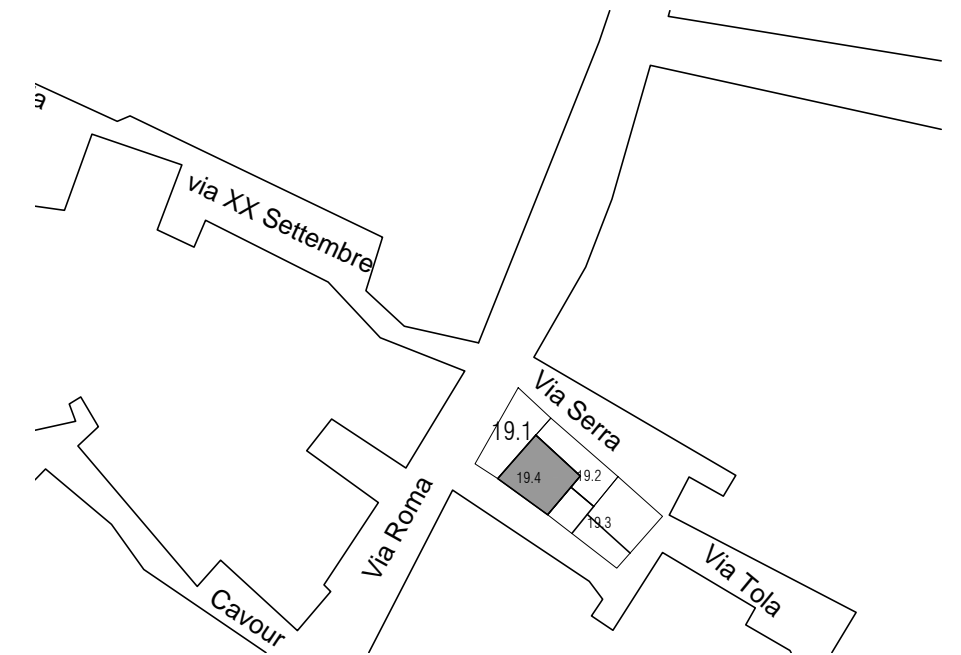 a
via XX Settembre
Via Serra
19.1
19.4
19.2
19.3
Via Roma
Via Tola
Cavour